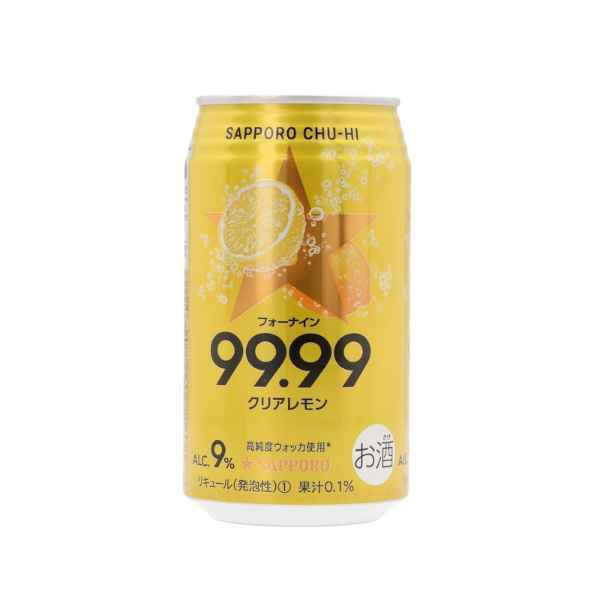 SAPPORO CHU-HI
フォーナイン
99.99
クリアレモン
高純度ウォッカ使用*
ALC.9%
★SAPPORO
お酒
ALC
リキュール(発泡性)① 果汁0.1%